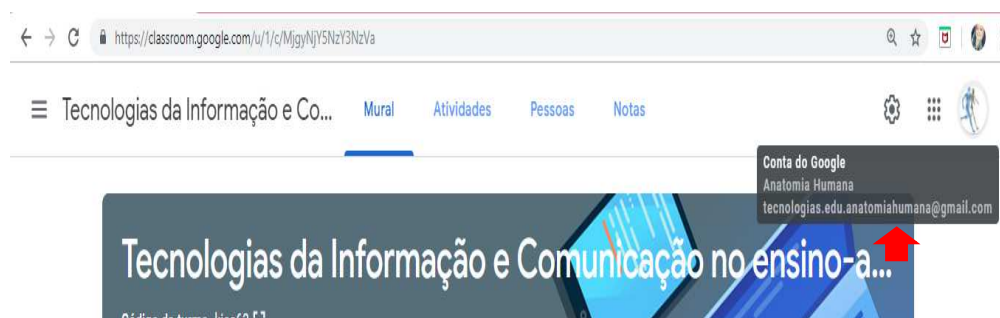 https://classroom.google.com/u/1/c/MjgyNjY5NzY3NzVa
Tecnologias da Informação e Co... Mural Atividades Pessoas Notas
Conta do Google
Anatomia Humana
tecnologias.edu.anatomiahumana@gmail.com
Tecnologias da Informação e Comunicação no ensino-a...